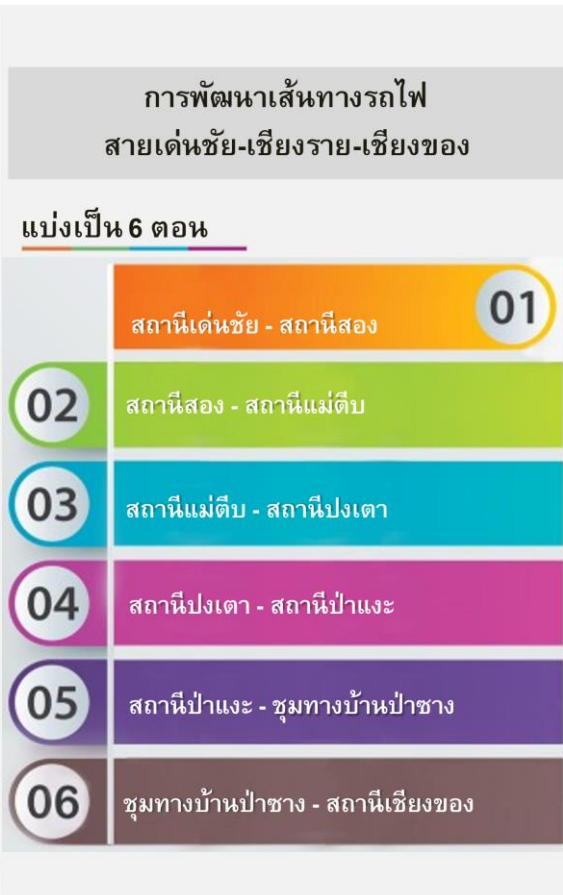 การพัฒนาเส้นทางรถไฟ
สายเด่นชัย-เชียงราย-เชียงของ
แบ่งเป็น 6 ตอน
01
สถานีเด่นชัย - สถานีสอง
02
สถานีสอง - สถานีแม่ตีบ
03
สถานีแม่ตีบ - สถานีปงเตา
04
สถานีปงเตา - สถานีป่าแงะ
05
สถานีป่าแงะ - ชุมทางบ้านป่าซาง
06
ชุมทางบ้านป่าซาง - สถานีเชียงของ